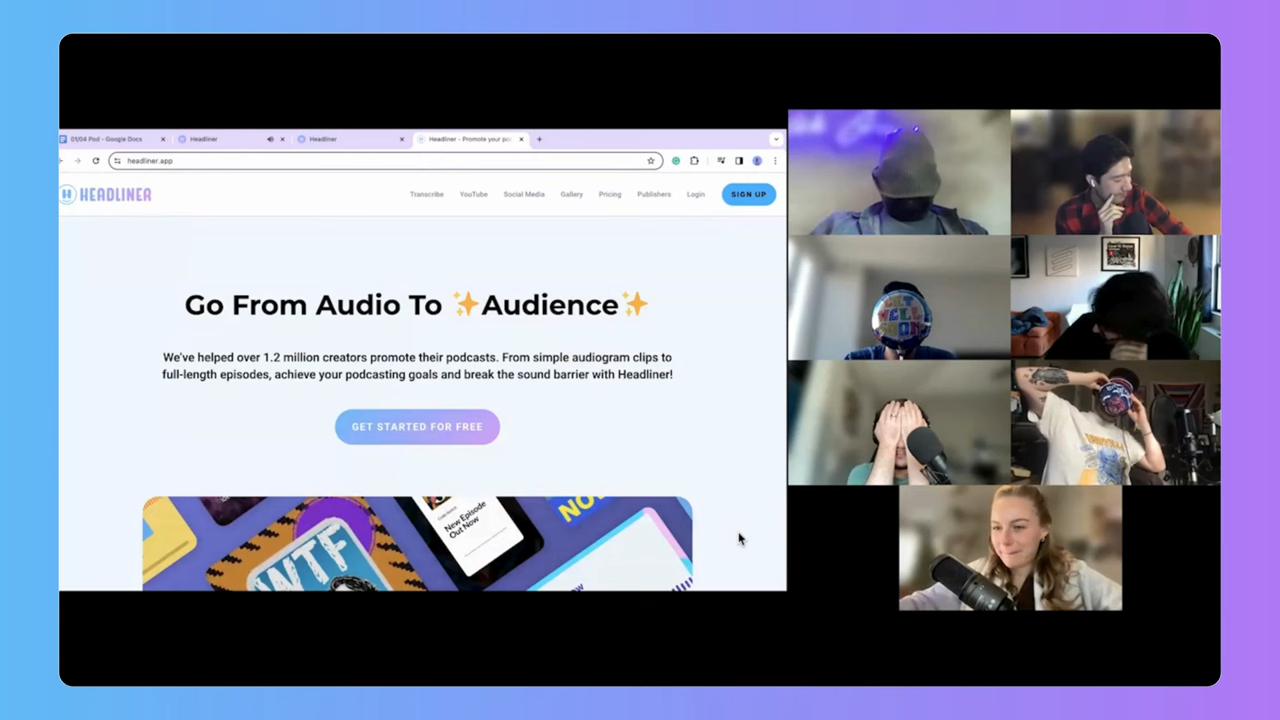 01/04 Pod - Google Docs
Headliner
Headliner
Headliner - Promote your po
headliner.app
HEADLINER
Transcribe
YouTube
Social Media
Gallery
Pricing
Publishers
Login
SIGN UP
Go From Audio To ✨Audience✨
We've helped over 1.2 million creators promote their podcasts. From simple audiogram clips to
full-length episodes, achieve your podcasting goals and break the sound barrier with Headliner!
GET STARTED FOR FREE
WTF
New Episode
Out Now
GET
WELL
SOON